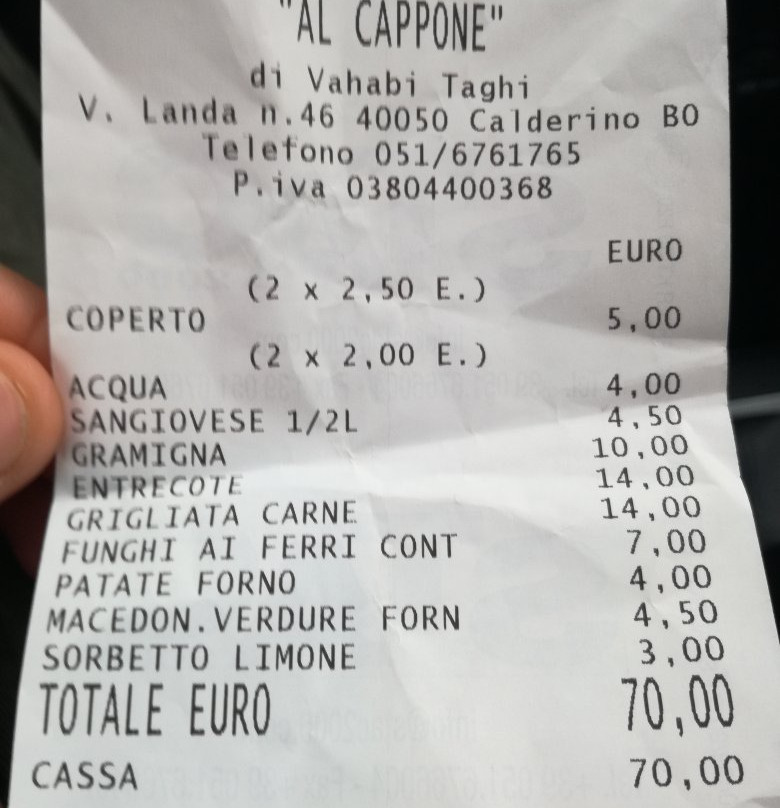 "AL CAPPONE"
di Vahabi Taghi
V. Landa n.46 40050 Calderino BO
Telefono 051/6761765
P.iva 03804400368
EURO
(2 x 2,50 E.)
COPERTO 5,00
(2 x 2,00 E.)
ACQUA 4,00
SANGIOVESE 1/2L 4,50
GRAMIGNA 10,00
ENTRECOTE 14,00
GRIGLIATA CARNE 14,00
FUNGHI AI FERRI CONT 7,00
PATATE FORNO 4,00
MACEDON.VERDURE FORN 4,50
SORBETTO LIMONE 3,00
TOTALE EURO 70,00
CASSA 70,00